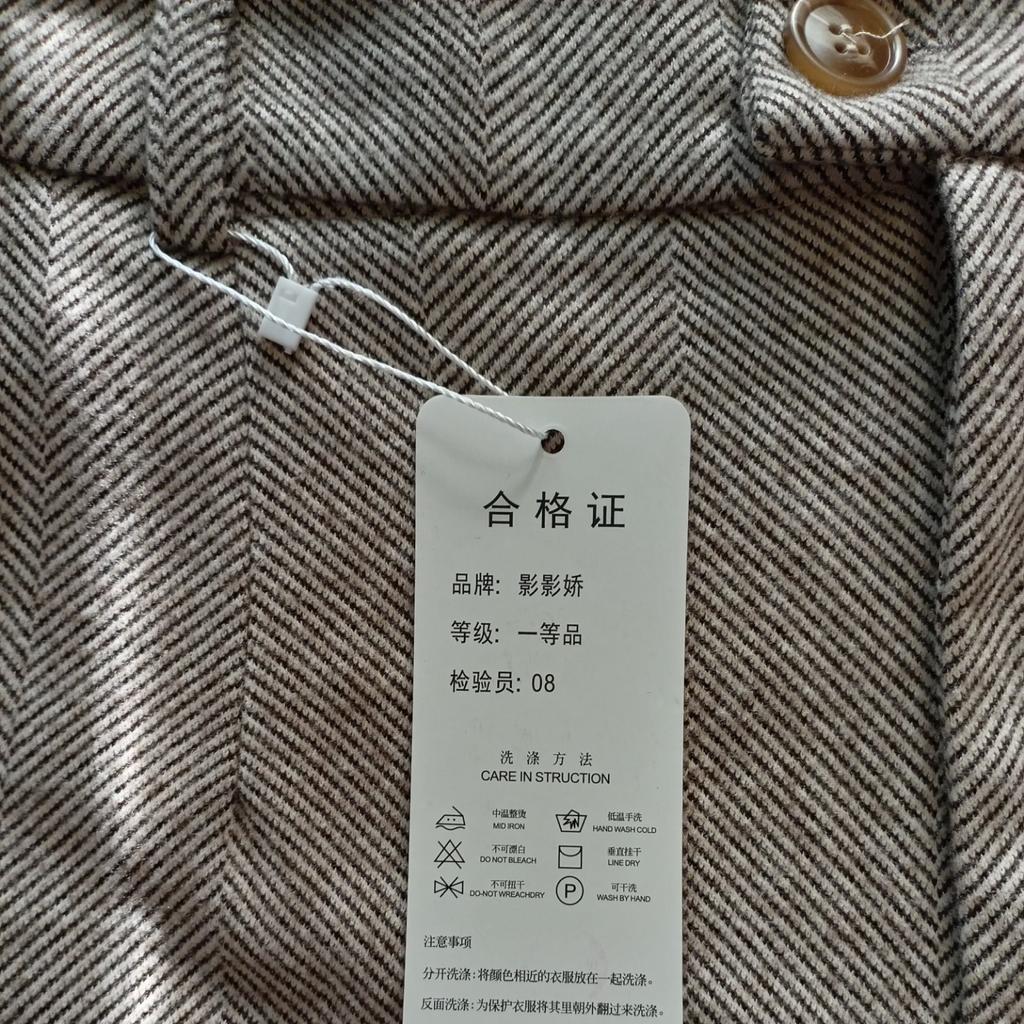 合格证
品牌: 影影娇
等级: 一等品
检验员: 08
洗涤方法
CARE IN STRUCTION
中温整烫
MID IRON
低温手洗
HAND WASH COLD
不可漂白
DO NOT BLEACH
垂直挂干
LINE DRY
不可扭干
DO-NOT WREACHDRY
P
可干洗
WASH BY HAND
注意事项
分开洗涤:将颜色相近的衣服放在一起洗涤。
反面洗涤:为保护衣服将其里朝外翻过来洗涤。